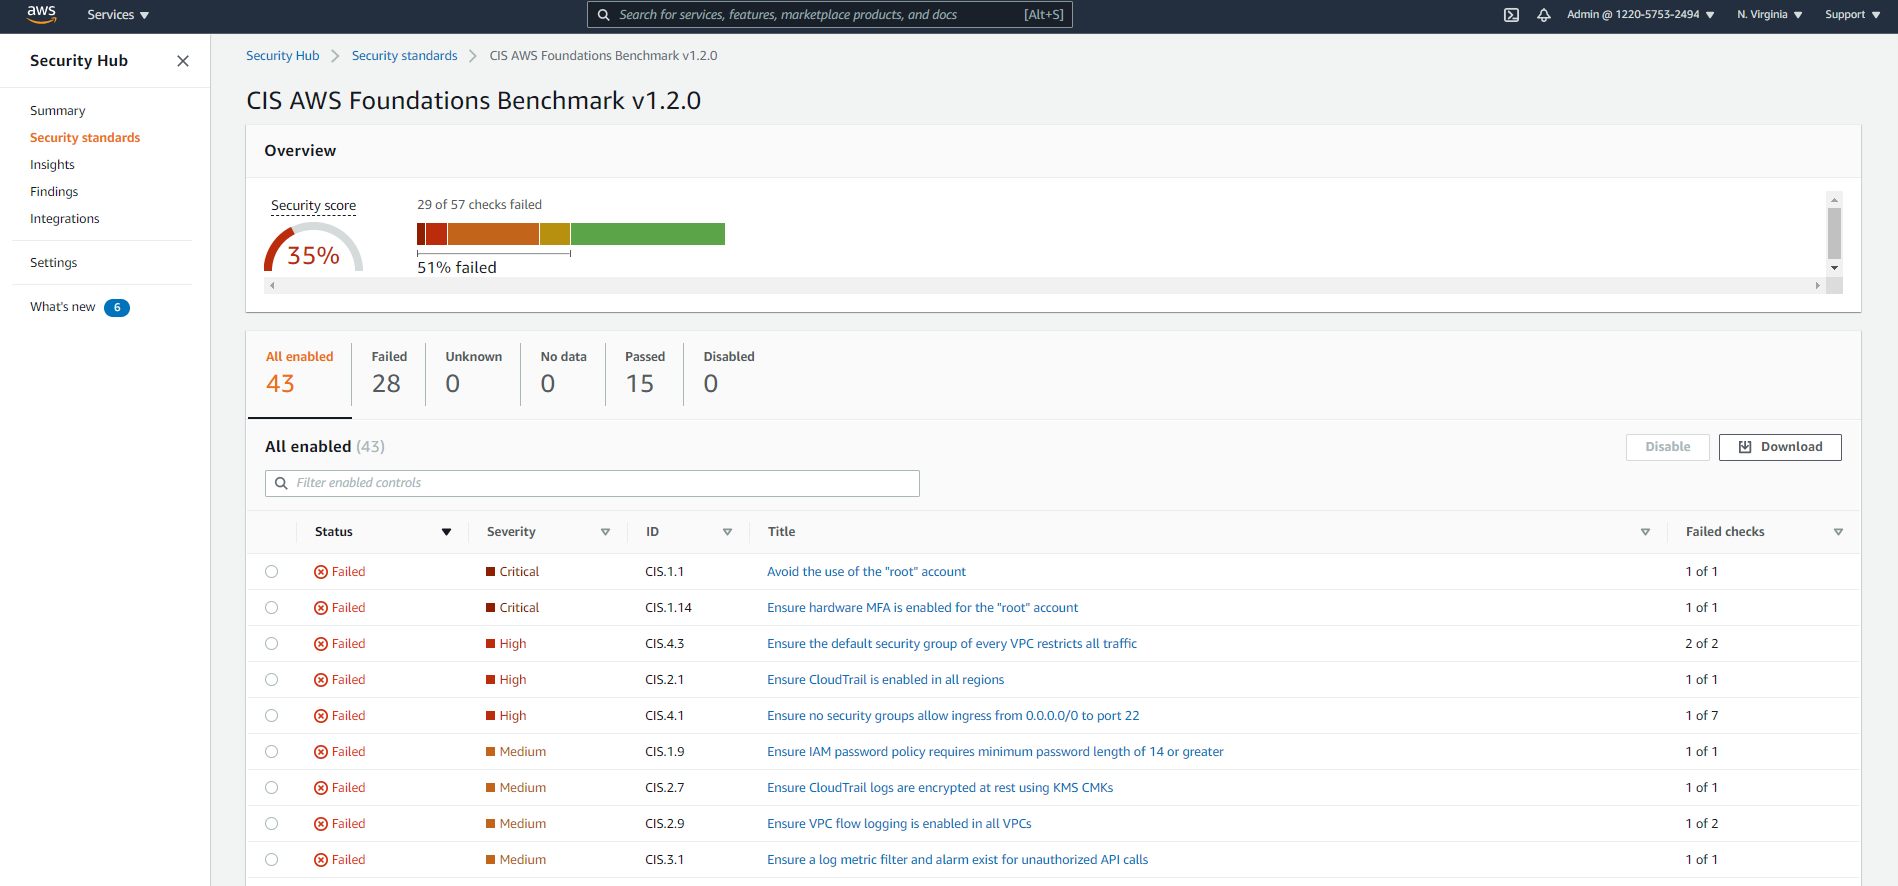 aws Services Search for services, features, marketplace products, and docs [Alt+S] Admin @ 1220-5753-2494 N. Virginia Support
Security Hub
Summary
Security standards
Insights
Findings
Integrations
Settings
What's new 6
Security Hub Security standards CIS AWS Foundations Benchmark v1.2.0
CIS AWS Foundations Benchmark v1.2.0
Overview
Security score
35%
29 of 57 checks failed
51% failed
All enabled Failed Unknown No data Passed Disabled
43 28 0 0 15 0
All enabled (43) Disable Download
Filter enabled controls
Status Severity ID Title Failed checks
Failed Critical CIS.1.1 Avoid the use of the "root" account 1 of 1
Failed Critical CIS.1.14 Ensure hardware MFA is enabled for the "root" account 1 of 1
Failed High CIS.4.3 Ensure the default security group of every VPC restricts all traffic 2 of 2
Failed High CIS.2.1 Ensure CloudTrail is enabled in all regions 1 of 1
Failed High CIS.4.1 Ensure no security groups allow ingress from 0.0.0.0/0 to port 22 1 of 7
Failed Medium CIS.1.9 Ensure IAM password policy requires minimum password length of 14 or greater 1 of 1
Failed Medium CIS.2.7 Ensure CloudTrail logs are encrypted at rest using KMS CMKs 1 of 1
Failed Medium CIS.2.9 Ensure VPC flow logging is enabled in all VPCs 1 of 2
Failed Medium CIS.3.1 Ensure a log metric filter and alarm exist for unauthorized API calls 1 of 1